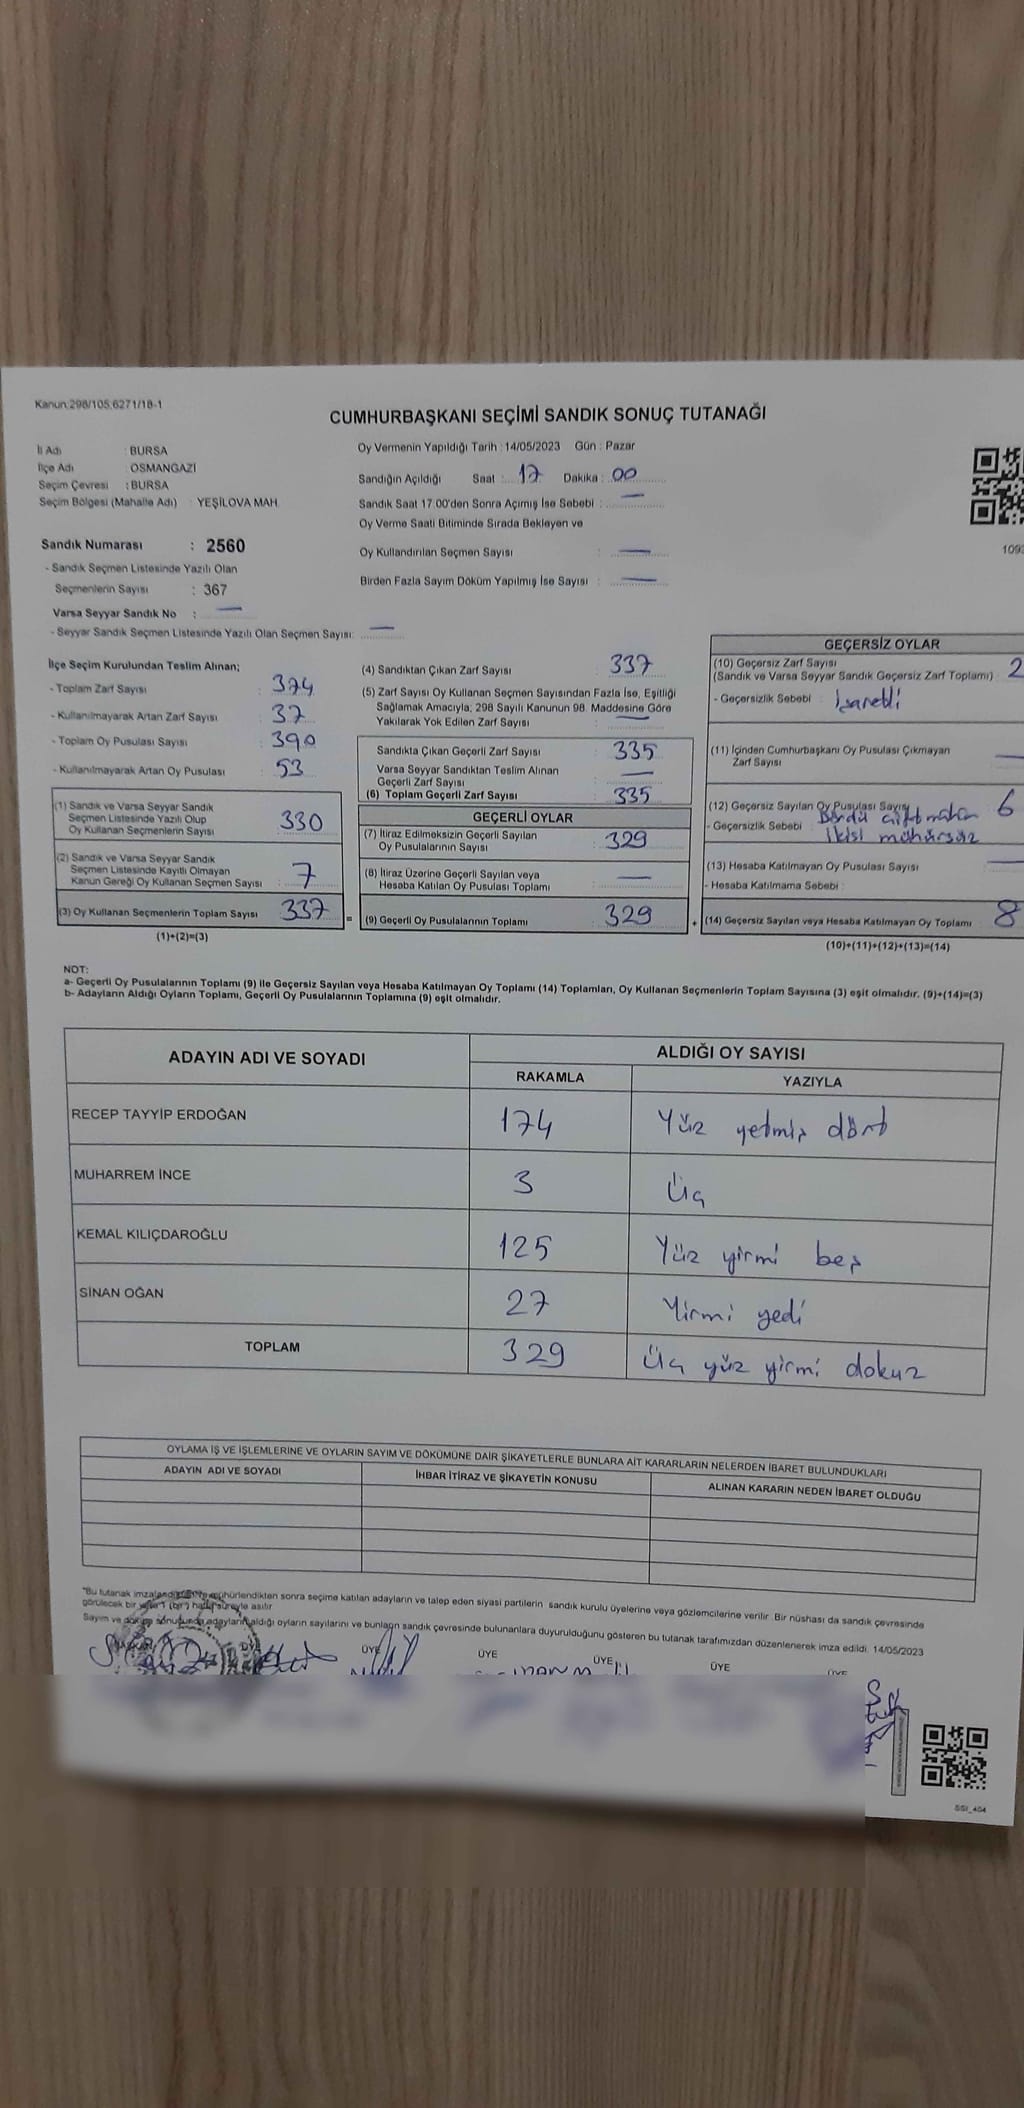 Kanun:298/105,6271/18-1
CUMHURBAŞKANI SEÇİMİ SANDIK SONUÇ TUTANAĞI
İl Adı : BURSA
İlçe Adı : OSMANGAZİ
Seçim Çevresi : BURSA
Seçim Bölgesi (Mahalle Adı) : YEŞİLOVA MAH.
Oy Vermenin Yapıldığı Tarih : 14/05/2023 Gün : Pazar
Sandığın Açıldığı Saat : 17 Dakika : 00
Sandık Saat 17.00'den Sonra Açımış İse Sebebi : —
Oy Verme Saati Bitiminde Sırada Bekleyen ve
Oy Kullandırılan Seçmen Sayısı : —
Birden Fazla Sayım Döküm Yapılmış İse Sayısı : —
1093
Sandık Numarası : 2560
- Sandık Seçmen Listesinde Yazılı Olan
Seçmenlerin Sayısı : 367
Varsa Seyyar Sandık No : —
- Seyyar Sandık Seçmen Listesinde Yazılı Olan Seçmen Sayısı: —
İlçe Seçim Kurulundan Teslim Alınan;
- Toplam Zarf Sayısı : 374
- Kullanılmayarak Artan Zarf Sayısı : 37
- Toplam Oy Pusulası Sayısı : 390
- Kullanılmayarak Artan Oy Pusulası : 53
(1) Sandık ve Varsa Seyyar Sandık
Seçmen Listesinde Yazılı Olup
Oy Kullanan Seçmenlerin Sayısı : 330
(2) Sandık ve Varsa Seyyar Sandık
Seçmen Listesinde Kayıtlı Olmayan
Kanun Gereği Oy Kullanan Seçmen Sayısı : 7
(3) Oy Kullanan Seçmenlerin Toplam Sayısı : 337 =
(1)+(2)=(3)
(4) Sandıktan Çıkan Zarf Sayısı : 337
(5) Zarf Sayısı Oy Kullanan Seçmen Sayısından Fazla İse, Eşitliği
Sağlamak Amacıyla; 298 Sayılı Kanunun 98. Maddesine Göre
Yakılarak Yok Edilen Zarf Sayısı : —
Sandıkta Çıkan Geçerli Zarf Sayısı : 335
Varsa Seyyar Sandıktan Teslim Alınan
Geçerli Zarf Sayısı : —
(6) Toplam Geçerli Zarf Sayısı : 335
GEÇERLİ OYLAR
(7) İtiraz Edilmeksizin Geçerli Sayılan
Oy Pusulalarının Sayısı : 329
(8) İtiraz Üzerine Geçerli Sayılan veya
Hesaba Katılan Oy Pusulası Toplamı : —
(9) Geçerli Oy Pusulalarının Toplamı : 329 +
GEÇERSİZ OYLAR
(10) Geçersiz Zarf Sayısı
(Sandık ve Varsa Seyyar Sandık Geçersiz Zarf Toplamı) : 2
- Geçersizlik Sebebi : İşaretli
(11) İçinden Cumhurbaşkanı Oy Pusulası Çıkmayan
Zarf Sayısı —
(12) Geçersiz Sayılan Oy Pusulası Sayısı 6
- Geçersizlik Sebebi : Dördü
ikisi mühürsüz
(13) Hesaba Katılmayan Oy Pusulası Sayısı —
- Hesaba Katılmama Sebebi :
(14) Geçersiz Sayılan veya Hesaba Katılmayan Oy Toplamı 8
(10)+(11)+(12)+(13)=(14)
NOT:
a- Geçerli Oy Pusulalarının Toplamı (9) ile Geçersiz Sayılan veya Hesaba Katılmayan Oy Toplamı (14) Toplamları, Oy Kullanan Seçmenlerin Toplam Sayısına (3) eşit olmalıdır. (9)+(14)=(3)
b- Adayların Aldığı Oyların Toplamı, Geçerli Oy Pusulalarının Toplamına (9) eşit olmalıdır.
ADAYIN ADI VE SOYADI ALDIĞI OY SAYISI
RAKAMLA YAZIYLA
RECEP TAYYİP ERDOĞAN 174 Yüz yetmiş dört
MUHARREM İNCE 3 Üç
KEMAL KILIÇDAROĞLU 125 Yüz yirmi beş
SİNAN OĞAN 27 Yirmi yedi
TOPLAM 329 Üç yüz yirmi dokuz
OYLAMA İŞ VE İŞLEMLERİNE VE OYLARIN SAYIM VE DÖKÜMÜNE DAİR ŞİKAYETLERLE BUNLARA AİT KARARLARIN NELERDEN İBARET BULUNDUKLARI
ADAYIN ADI VE SOYADI İHBAR İTİRAZ VE ŞİKAYETİN KONUSU ALINAN KARARIN NEDEN İBARET OLDUĞU
"Bu tutanak mühürlendikten sonra seçime katılan adayların ve talep eden siyasi partilerin sandık kurulu üyelerine veya gözlemcilerine verilir. Bir nüshası da sandık çevresinde
görülecek bir yere 1 (bir) hafta süreyle asılır
Sayım ve döküm sonuçunda adayların aldığı oyların sayılarını ve bunların sandık çevresinde bulunanlara duyurulduğunu gösteren bu tutanak tarafımızdan düzenlenerek imza edildi. 14/05/2023
ÜYE ÜYE ÜYE ÜYE ÜYE
SSI_404